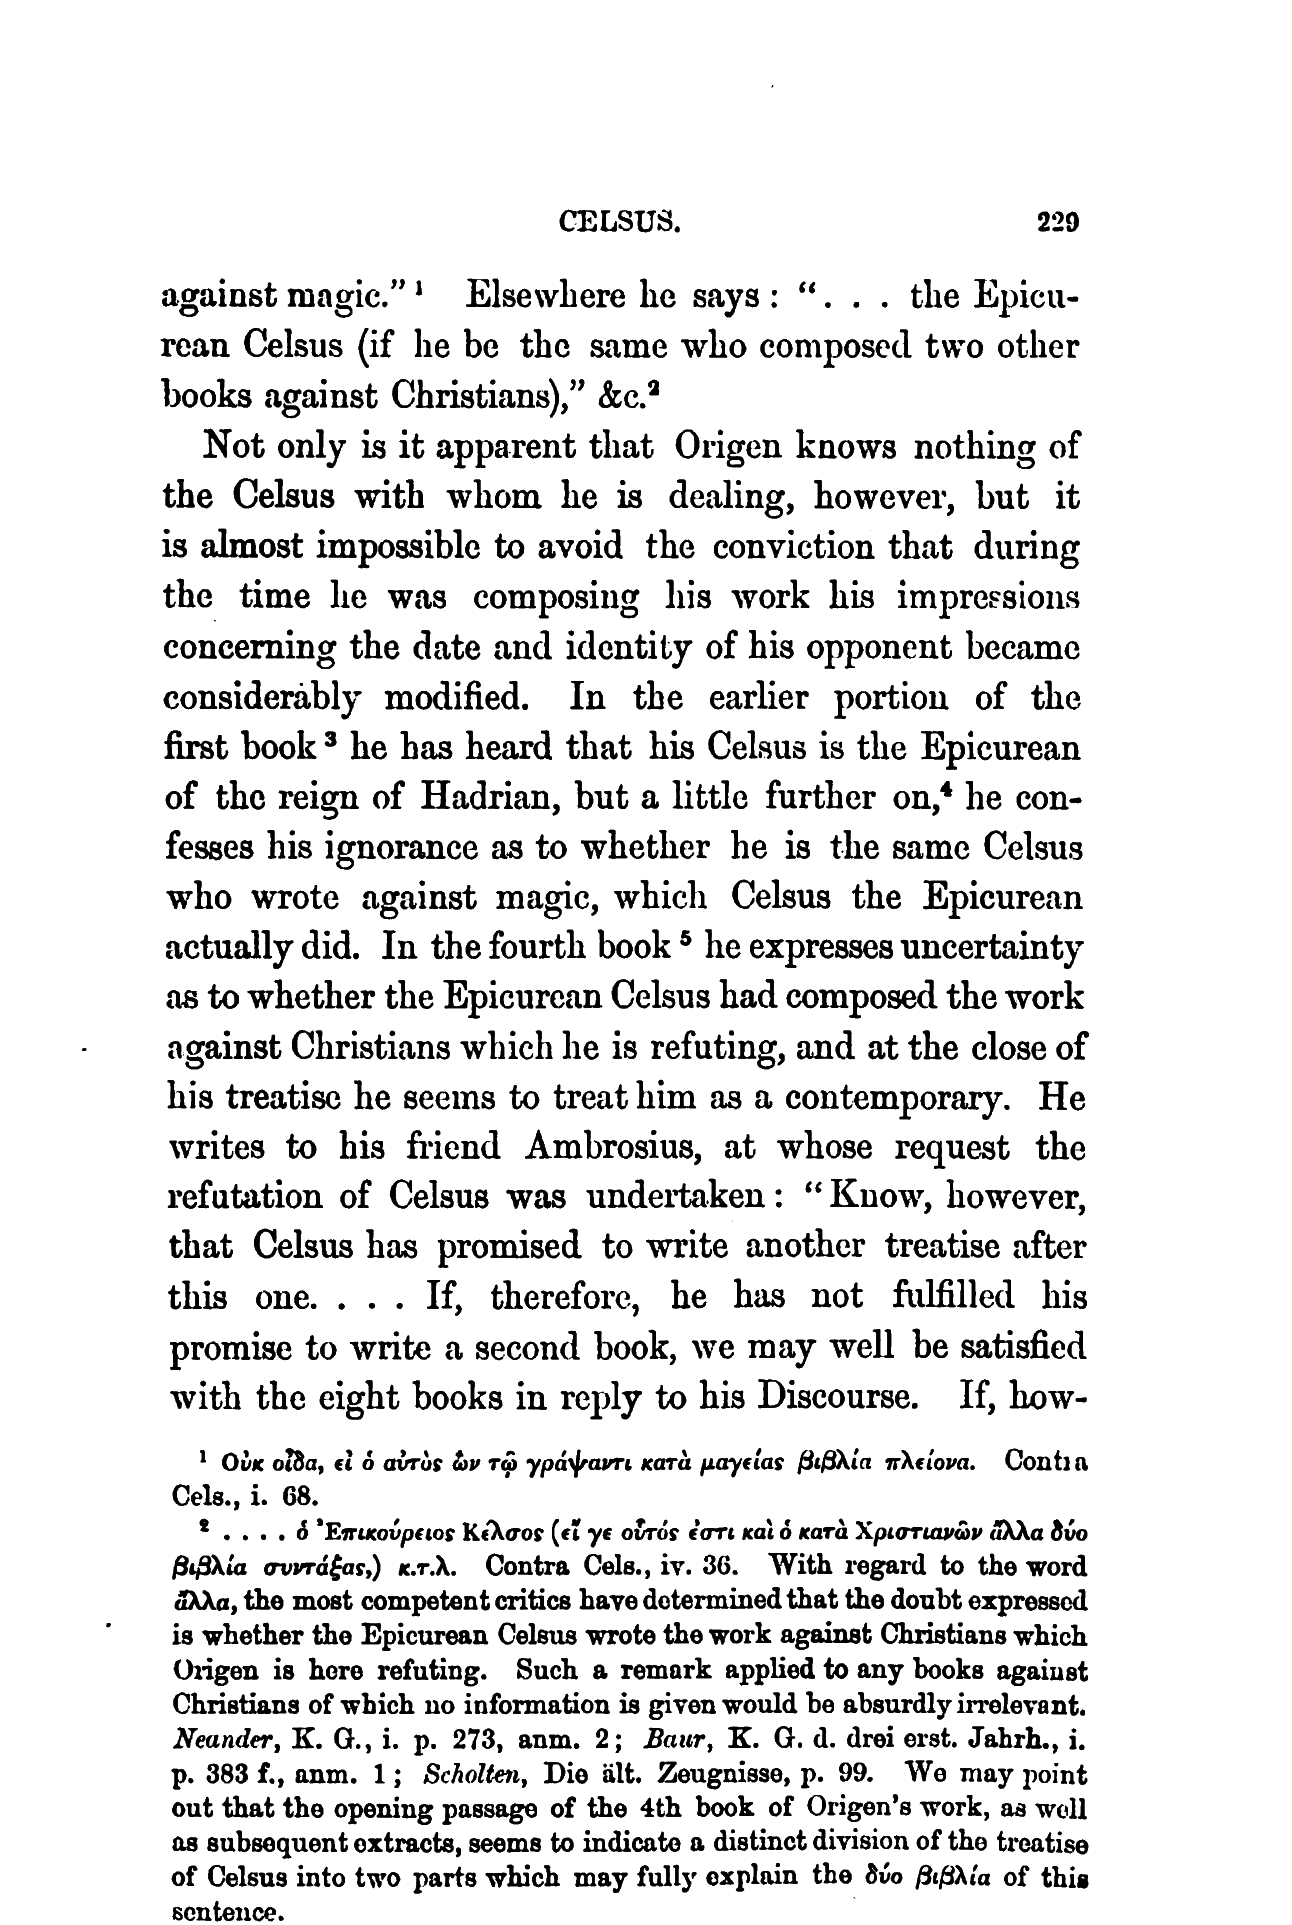 CELSUS. 229
against magic." ¹ Elsewhere he says : ". . . the Epicu-
rean Celsus (if he be the same who composed two other
books against Christians)," &c.²
Not only is it apparent that Origen knows nothing of
the Celsus with whom he is dealing, however, but it
is almost impossible to avoid the conviction that during
the time he was composing his work his impressions
concerning the date and identity of his opponent became
considerably modified. In the earlier portion of the
first book ³ he has heard that his Celsus is the Epicurean
of the reign of Hadrian, but a little further on,⁴ he con-
fesses his ignorance as to whether he is the same Celsus
who wrote against magic, which Celsus the Epicurean
actually did. In the fourth book ⁵ he expresses uncertainty
as to whether the Epicurean Celsus had composed the work
against Christians which he is refuting, and at the close of
his treatise he seems to treat him as a contemporary. He
writes to his friend Ambrosius, at whose request the
refutation of Celsus was undertaken : "Know, however,
that Celsus has promised to write another treatise after
this one. . . . If, therefore, he has not fulfilled his
promise to write a second book, we may well be satisfied
with the eight books in reply to his Discourse. If, how-
¹ Οὐκ οἶδα, εἰ ὁ αὐτὸς ὢν τῷ γράψαντι κατὰ μαγείας βιβλία πλείονα. Contra
Cels., i. 68.
² . . . . ὁ Ἐπικούρειος Κέλσος (εἴ γε οὗτός ἐστι καὶ ὁ κατὰ Χριστιανῶν ἄλλα δύο
βιβλία συντάξας,) κ.τ.λ. Contra Cels., iv. 36. With regard to the word
ἄλλα, the most competent critics have determined that the doubt expressed
is whether the Epicurean Celsus wrote the work against Christians which
Origen is here refuting. Such a remark applied to any books against
Christians of which no information is given would be absurdly irrelevant.
Neander, K. G., i. p. 273, anm. 2 ; Baur, K. G. d. drei erst. Jahrh., i.
p. 383 f., anm. 1 ; Scholten, Die ält. Zeugnisse, p. 99. We may point
out that the opening passage of the 4th book of Origen's work, as well
as subsequent extracts, seems to indicate a distinct division of the treatise
of Celsus into two parts which may fully explain the δύο βιβλία of this
sentence.